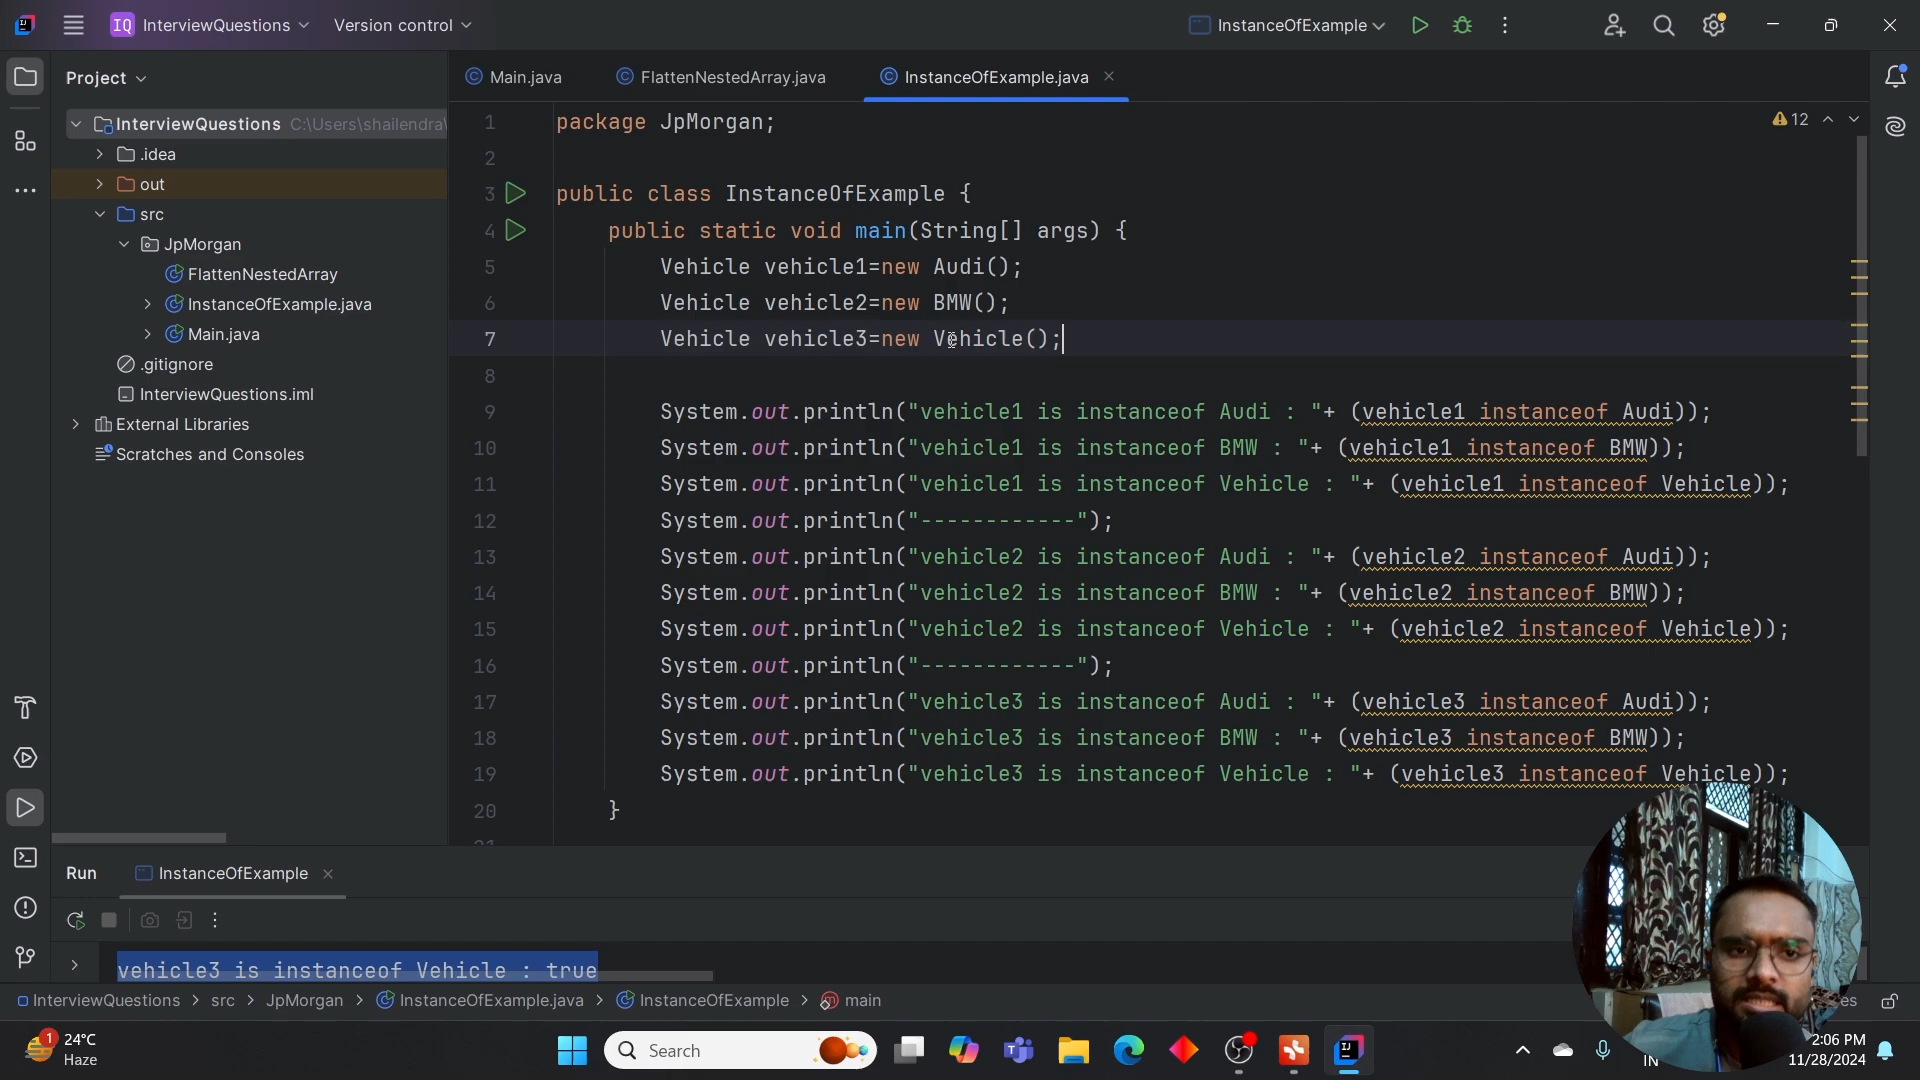 IQ InterviewQuestions Version control InstanceOfExample
Project
Main.java FlattenNestedArray.java InstanceOfExample.java
InterviewQuestions C:\Users\shailendra\
.idea
out
src
JpMorgan
FlattenNestedArray
InstanceOfExample.java
Main.java
.gitignore
InterviewQuestions.iml
External Libraries
Scratches and Consoles
12
1 package JpMorgan;
2
3 public class InstanceOfExample {
4 public static void main(String[] args) {
5 Vehicle vehicle1=new Audi();
6 Vehicle vehicle2=new BMW();
7 Vehicle vehicle3=new Vehicle();
8
9 System.out.println("vehicle1 is instanceof Audi : "+ (vehicle1 instanceof Audi));
10 System.out.println("vehicle1 is instanceof BMW : "+ (vehicle1 instanceof BMW));
11 System.out.println("vehicle1 is instanceof Vehicle : "+ (vehicle1 instanceof Vehicle));
12 System.out.println("------------");
13 System.out.println("vehicle2 is instanceof Audi : "+ (vehicle2 instanceof Audi));
14 System.out.println("vehicle2 is instanceof BMW : "+ (vehicle2 instanceof BMW));
15 System.out.println("vehicle2 is instanceof Vehicle : "+ (vehicle2 instanceof Vehicle));
16 System.out.println("------------");
17 System.out.println("vehicle3 is instanceof Audi : "+ (vehicle3 instanceof Audi));
18 System.out.println("vehicle3 is instanceof BMW : "+ (vehicle3 instanceof BMW));
19 System.out.println("vehicle3 is instanceof Vehicle : "+ (vehicle3 instanceof Vehicle));
20 }
Run InstanceOfExample
vehicle3 is instanceof Vehicle : true
InterviewQuestions > src > JpMorgan > InstanceOfExample.java > InstanceOfExample > main
1 24°C
Haze
Search
IN
2:06 PM
11/28/2024